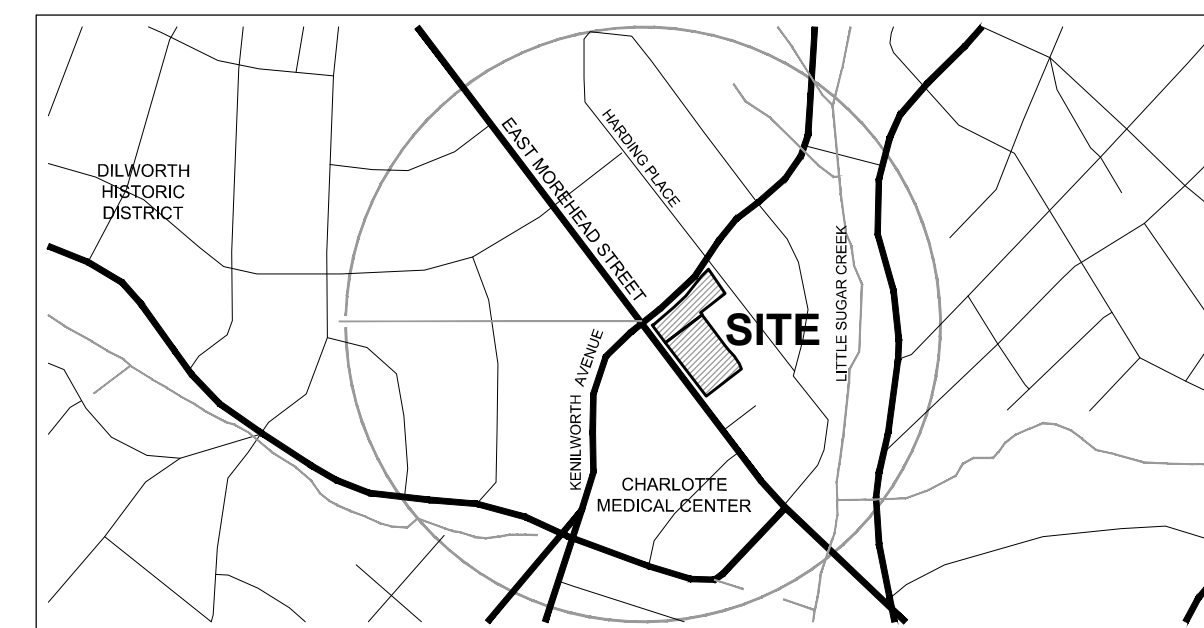 EAST MOREHEAD STREET
HARDING PLACE
DILWORTH
HISTORIC
DISTRICT
LITTLE SUGAR CREEK
SITE
KENILWORTH AVENUE
CHARLOTTE
MEDICAL CENTER